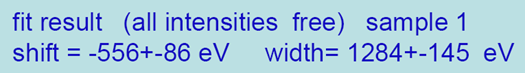 fit result (all intensities free) sample 1
shift = -556+-86 eV width= 1284+-145 eV